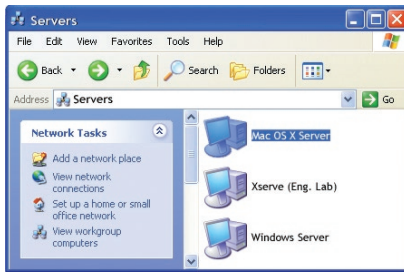 Servers
File Edit View Favorites Tools Help
Back Search Folders
Address Servers Go
Network Tasks
Add a network place
View network
connections
Set up a home or small
office network
View workgroup
computers
Mac OS X Server
Xserve (Eng. Lab)
Windows Server